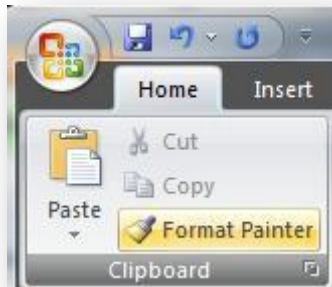 Home Insert
Cut
Copy
Paste
Format Painter
Clipboard